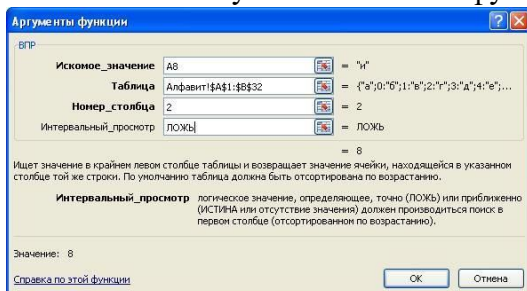 Аргументы функции
ВПР
Искомое_значение A8 = "и"
Таблица Алфавит!$A$1:$B$32 = {"а";0:"б";1:"в";2:"г";3:"д";4:"е";...
Номер_столбца 2 = 2
Интервальный_просмотр ЛОЖЬ = ЛОЖЬ
= 8
Ищет значение в крайнем левом столбце таблицы и возвращает значение ячейки, находящейся в указанном
столбце той же строки. По умолчанию таблица должна быть отсортирована по возрастанию.
Интервальный_просмотр логическое значение, определяющее, точно (ЛОЖЬ) или приближенно
(ИСТИНА или отсутствие значения) должен производиться поиск в
первом столбце (отсортированном по возрастанию).
Значение: 8
Справка по этой функции
ОК Отмена